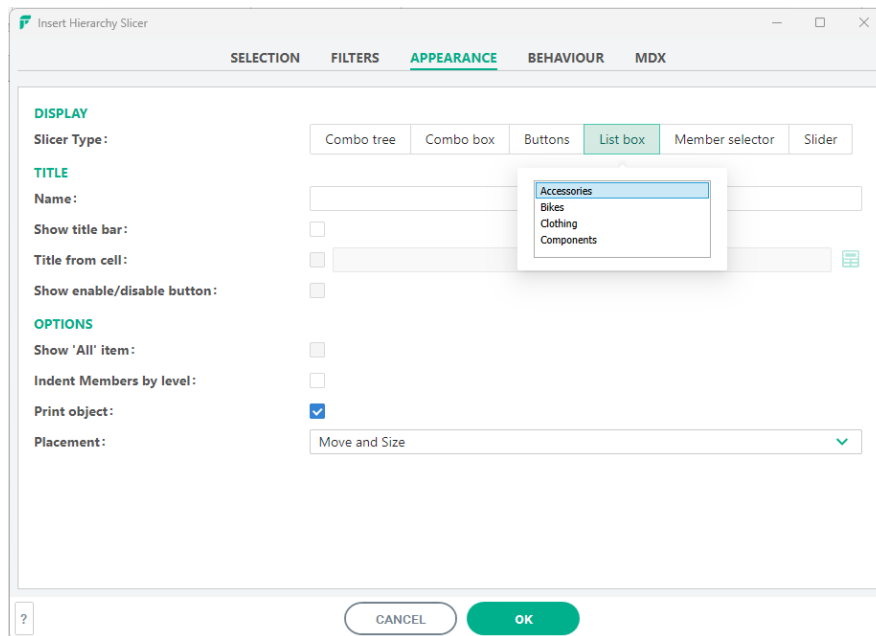 Insert Hierarchy Slicer
SELECTION FILTERS APPEARANCE BEHAVIOUR MDX
DISPLAY
Slicer Type: Combo tree Combo box Buttons List box Member selector Slider
TITLE
Name:
Accessories
Bikes
Clothing
Components
Show title bar:
Title from cell:
Show enable/disable button:
OPTIONS
Show 'All' item:
Indent Members by level:
Print object:
Placement: Move and Size
? CANCEL OK